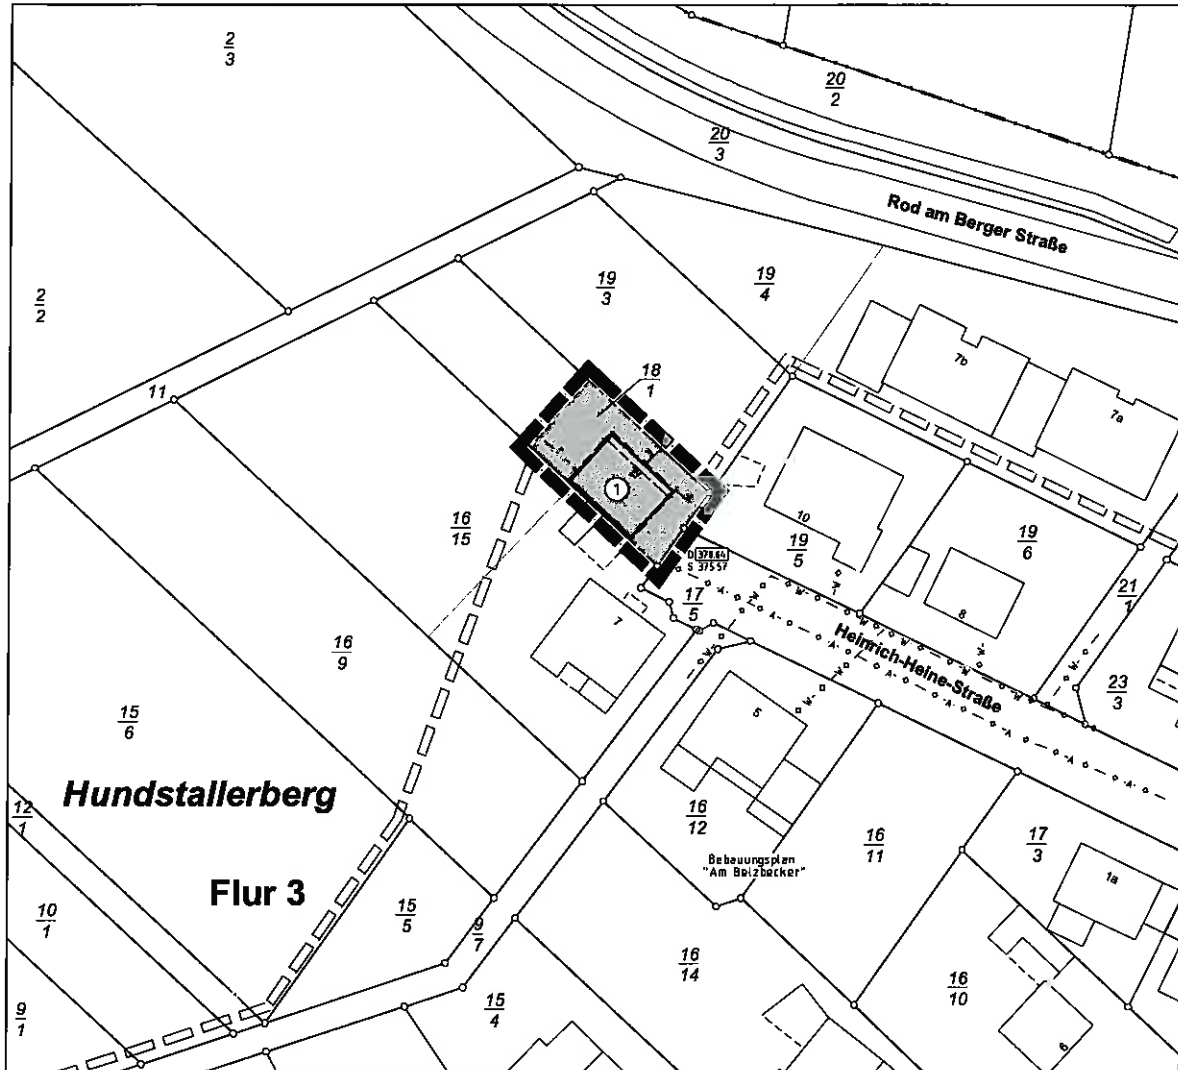 2
3
20
2
20
3
Rod am Berger Straße
2
2
19
3
19
4
7b
7a
18
1
11
1
16
15
10
19
5
19
6
D 378.64
S 375.57
17
5
8
21
1
7
Heinrich-Heine-Straße
W
W
W
W
W
W
W
W
W
W
A
A
A
A
A
A
A
16
9
23
3
15
6
5
Hundstallerberg
12
1
16
12
16
11
17
3
Bebauungsplan
"Am Belzbecker"
1a
Flur 3
10
1
15
5
9
7
16
14
16
10
9
1
15
4
6